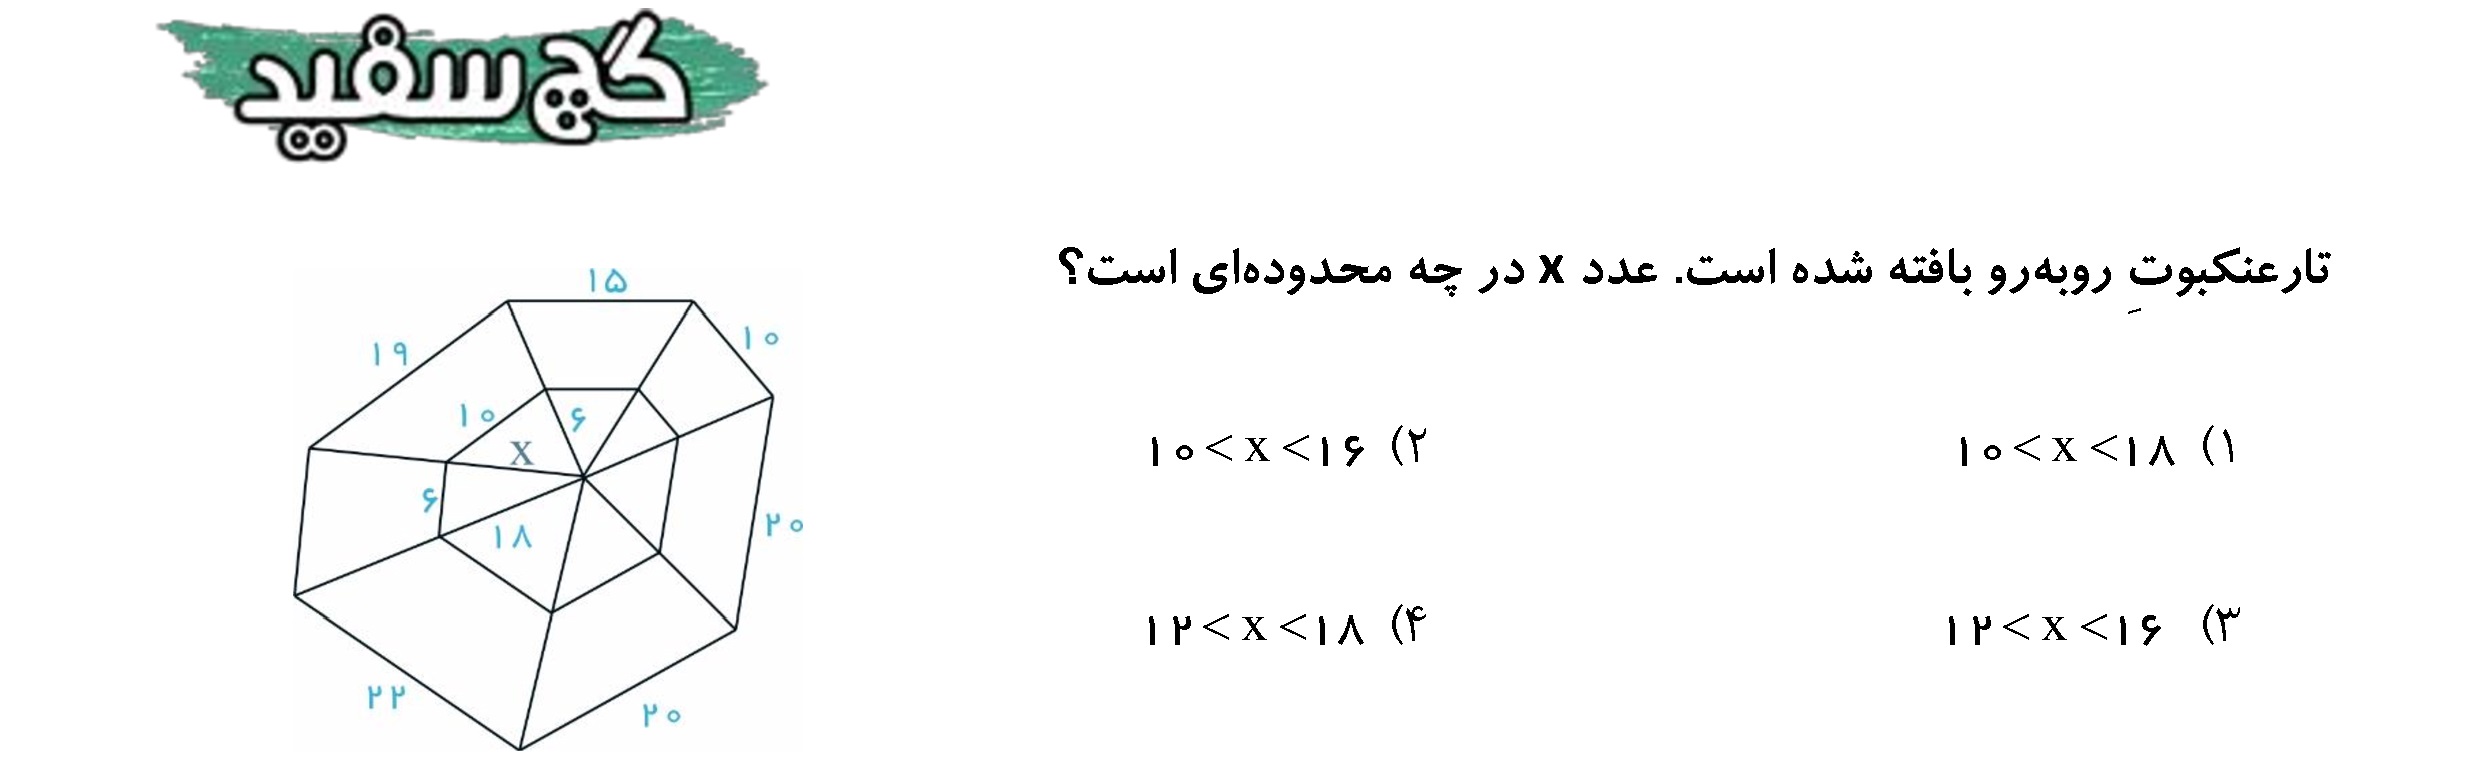 گچ سفید
تارعنکبوتِ روبه‌رو بافته شده است. عدد x در چه محدوده‌ای است؟
۱) ۱۰<x<۱۸
۲) ۱۰<x<۱۶
۳) ۱۲<x<۱۶
۴) ۱۲<x<۱۸
۱۵
۱۰
۱۹
۱۰
۶
x
۶
۱۸
۲۰
۲۲
۲۰